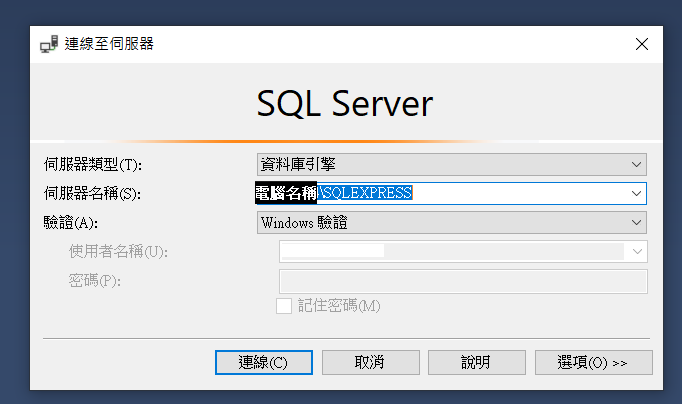 連線至伺服器
SQL Server
伺服器類型(T): 資料庫引擎
伺服器名稱(S): 電腦名稱\SQLEXPRESS
驗證(A): Windows 驗證
使用者名稱(U):
密碼(P):
記住密碼(M)
連線(C) 取消 說明 選項(O) >>